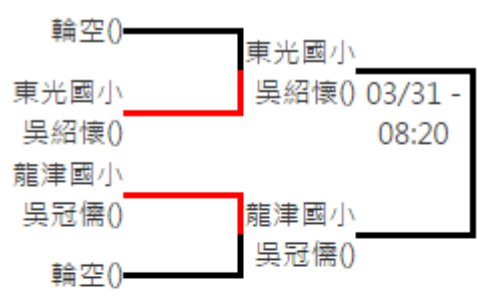 輪空()
東光國小
吳紹懷()
龍津國小
吳冠儒()
輪空()
東光國小
吳紹懷()
龍津國小
吳冠儒()
03/31 -
08:20